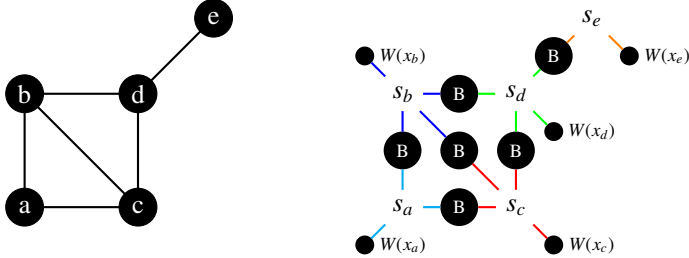 e
b
d
a
c
s_e
W(x_b)
B
W(x_e)
s_b
B
s_d
W(x_d)
B
B
B
s_a
B
s_c
W(x_a)
W(x_c)